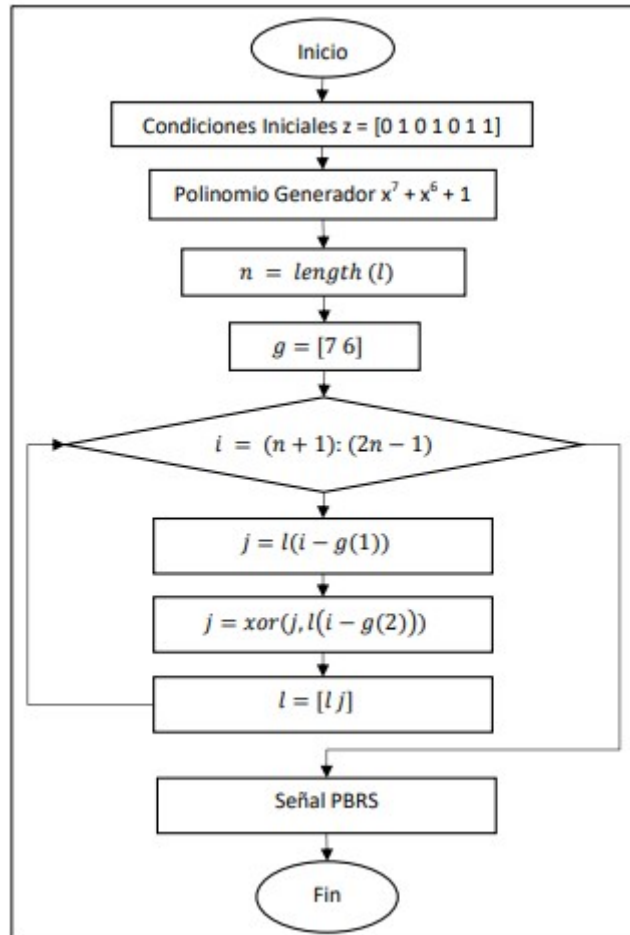 Inicio
Condiciones Iniciales z = [0 1 0 1 0 1 1]
Polinomio Generador x⁷ + x⁶ + 1
n = length (l)
g = [7 6]
i = (n + 1): (2n − 1)
j = l(i − g(1))
j = xor(j, l(i − g(2)))
l = [l j]
Señal PBRS
Fin